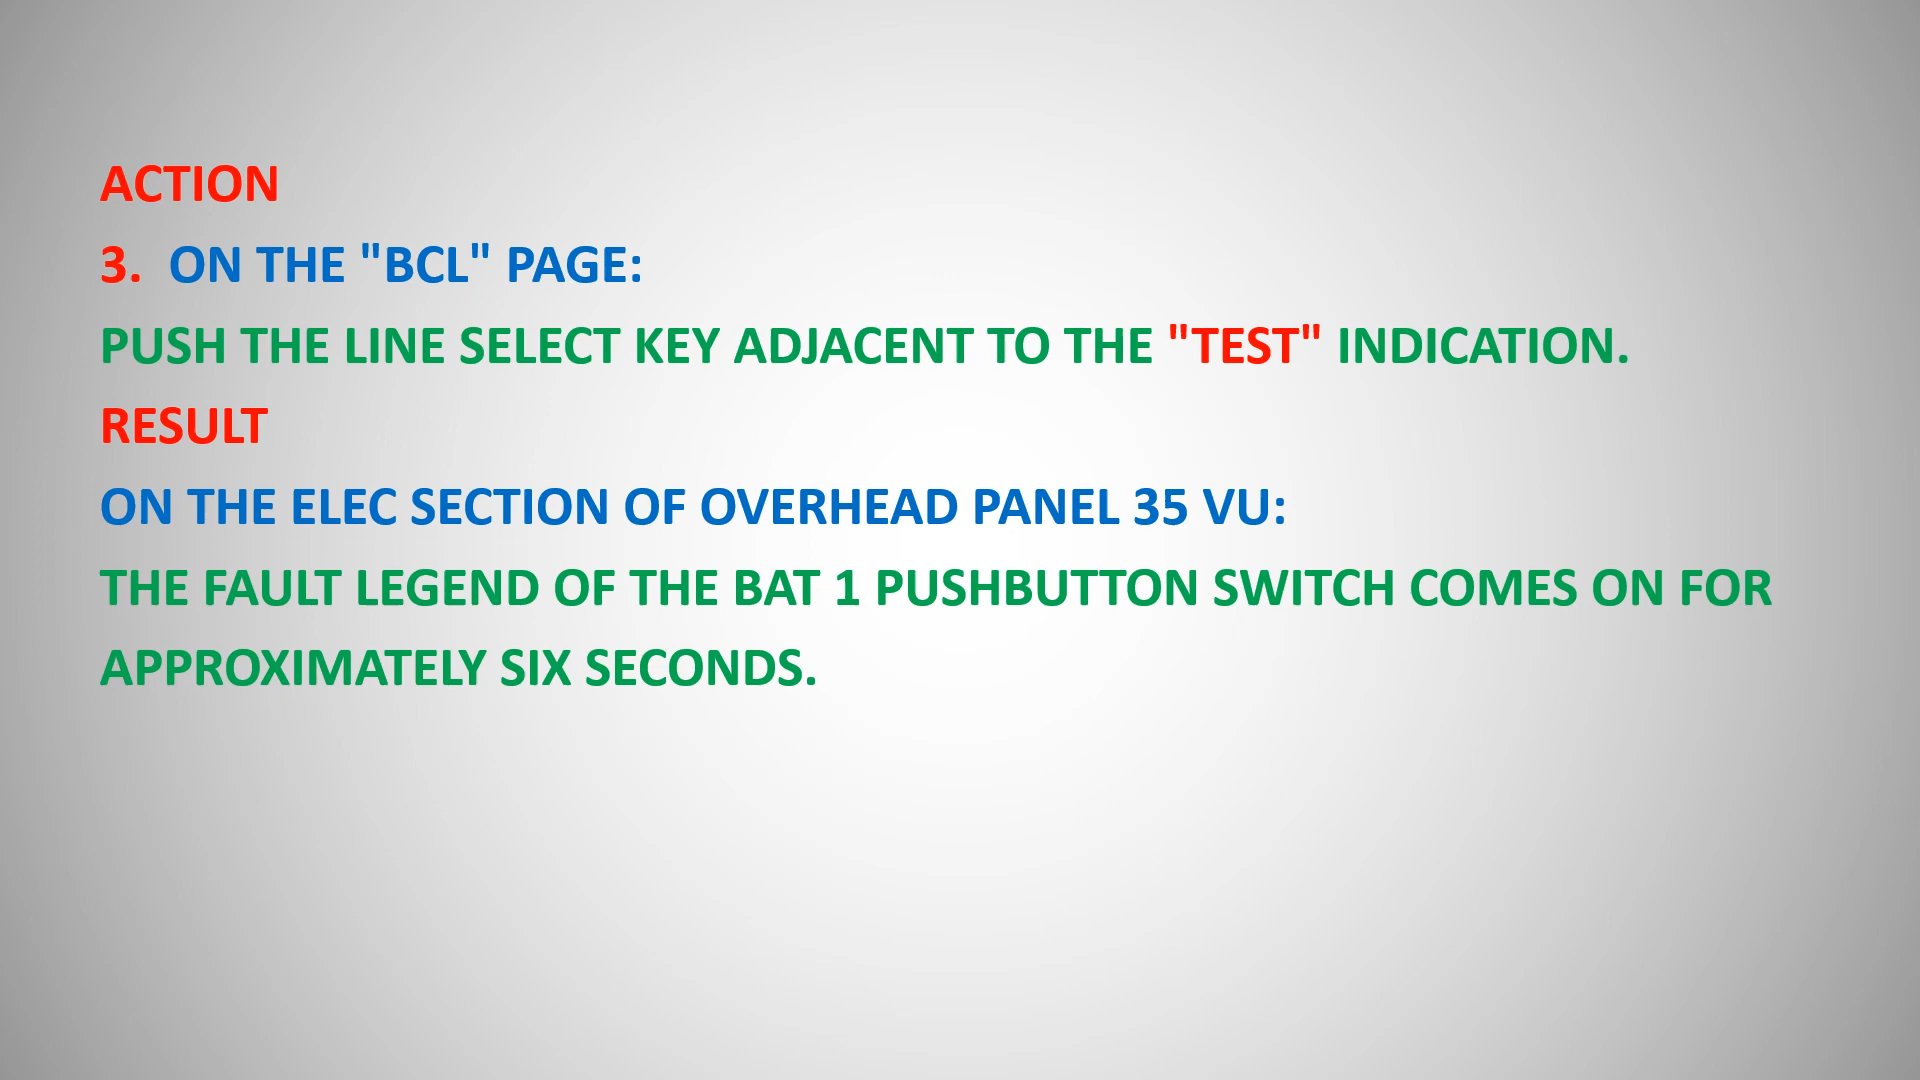 ACTION
3. ON THE "BCL" PAGE:
PUSH THE LINE SELECT KEY ADJACENT TO THE "TEST" INDICATION.
RESULT
ON THE ELEC SECTION OF OVERHEAD PANEL 35 VU:
THE FAULT LEGEND OF THE BAT 1 PUSHBUTTON SWITCH COMES ON FOR
APPROXIMATELY SIX SECONDS.